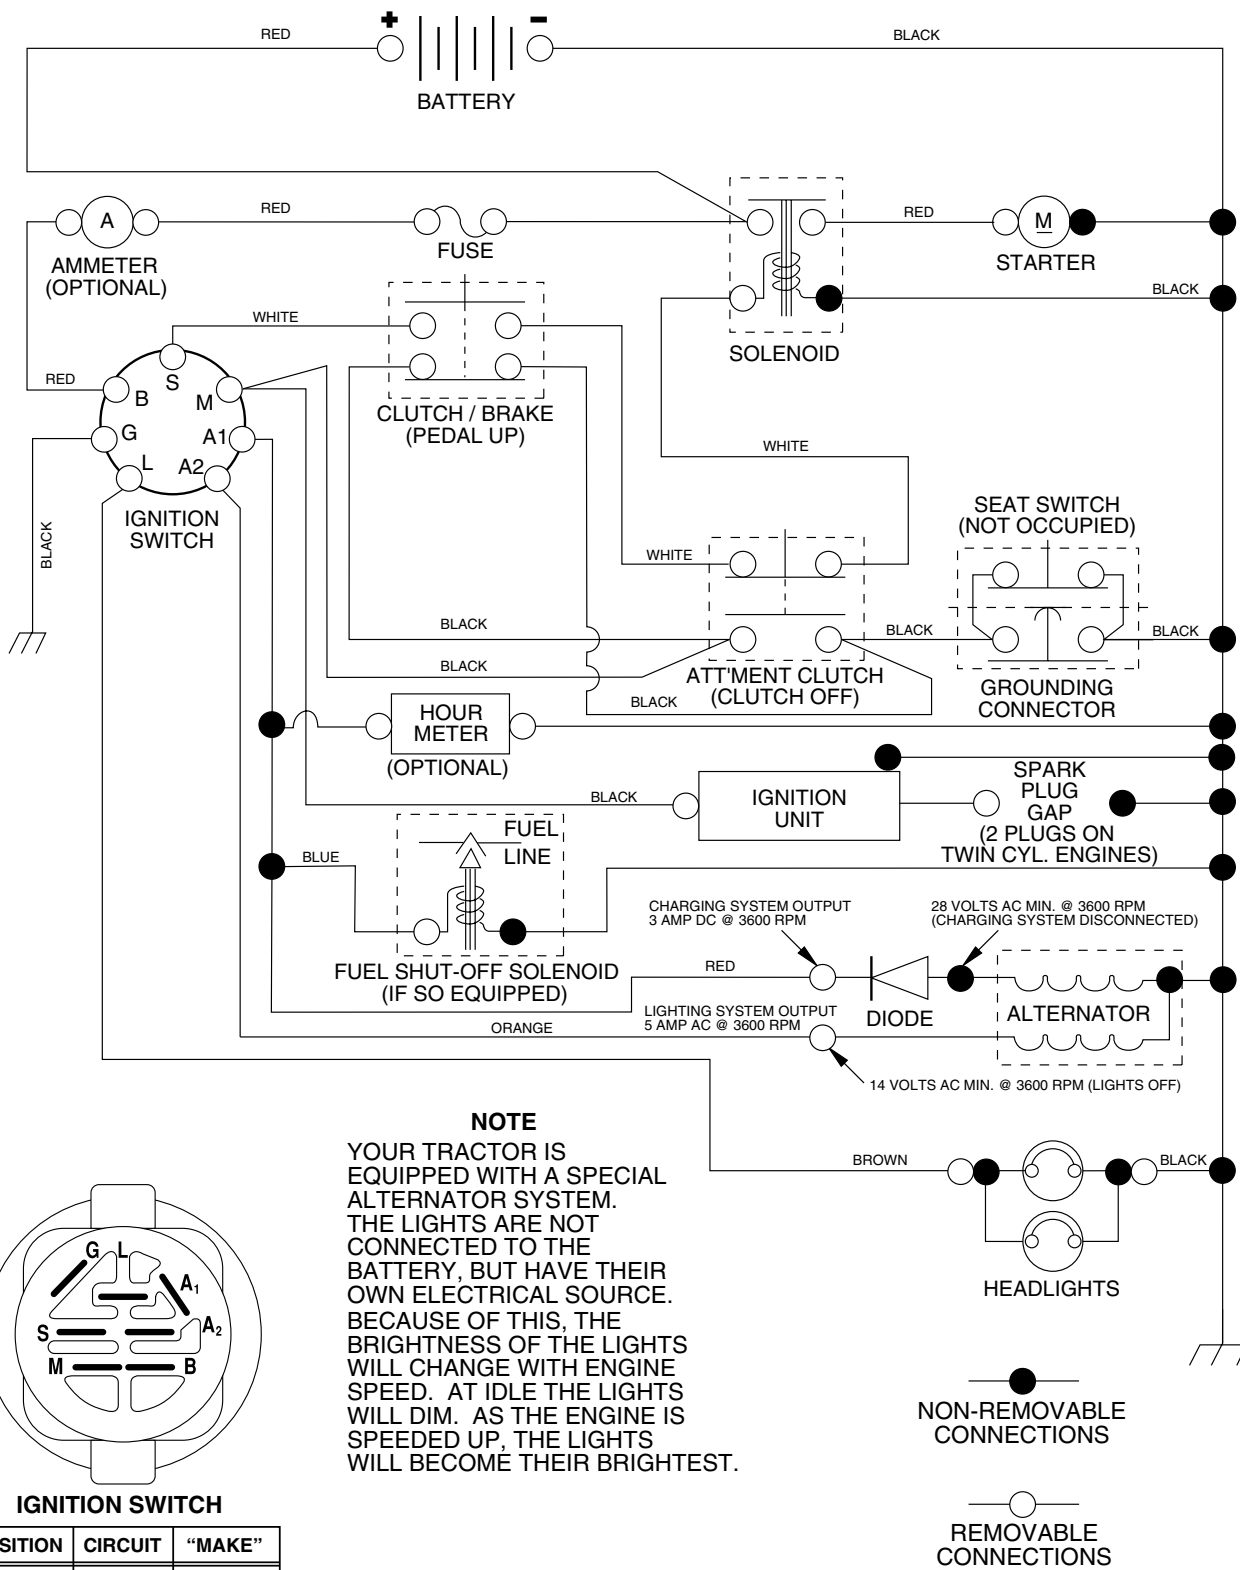 + -
RED
BLACK
BATTERY
A
RED
FUSE
RED
M
AMMETER
(OPTIONAL)
STARTER
BLACK
WHITE
SOLENOID
RED
S
B
M
CLUTCH / BRAKE
(PEDAL UP)
G
A1
L
A2
WHITE
IGNITION
SWITCH
BLACK
SEAT SWITCH
(NOT OCCUPIED)
WHITE
BLACK
BLACK
BLACK
BLACK
ATT'MENT CLUTCH
(CLUTCH OFF)
BLACK
GROUNDING
CONNECTOR
HOUR
METER
(OPTIONAL)
BLACK
IGNITION
UNIT
SPARK
PLUG
GAP
(2 PLUGS ON
TWIN CYL. ENGINES)
FUEL
LINE
BLUE
CHARGING SYSTEM OUTPUT
3 AMP DC @ 3600 RPM
28 VOLTS AC MIN. @ 3600 RPM
(CHARGING SYSTEM DISCONNECTED)
FUEL SHUT-OFF SOLENOID
(IF SO EQUIPPED)
RED
LIGHTING SYSTEM OUTPUT
5 AMP AC @ 3600 RPM
DIODE
ALTERNATOR
ORANGE
14 VOLTS AC MIN. @ 3600 RPM (LIGHTS OFF)
NOTE
YOUR TRACTOR IS
EQUIPPED WITH A SPECIAL
ALTERNATOR SYSTEM.
THE LIGHTS ARE NOT
CONNECTED TO THE
BATTERY, BUT HAVE THEIR
OWN ELECTRICAL SOURCE.
BECAUSE OF THIS, THE
BRIGHTNESS OF THE LIGHTS
WILL CHANGE WITH ENGINE
SPEED. AT IDLE THE LIGHTS
WILL DIM. AS THE ENGINE IS
SPEEDED UP, THE LIGHTS
WILL BECOME THEIR BRIGHTEST.
BROWN
BLACK
HEADLIGHTS
G L
A1
S
A2
M
B
IGNITION SWITCH
SITION CIRCUIT “MAKE”
NON-REMOVABLE
CONNECTIONS
REMOVABLE
CONNECTIONS